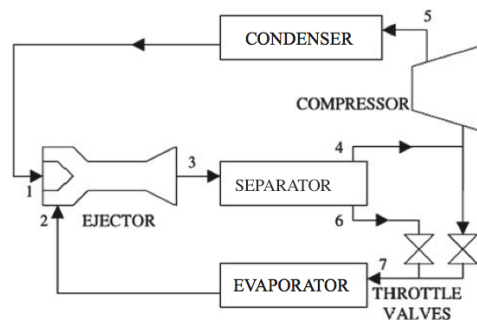 5
CONDENSER
COMPRESSOR
3
4
SEPARATOR
1
2
EJECTOR
6
7
EVAPORATOR
THROTTLE
VALVES